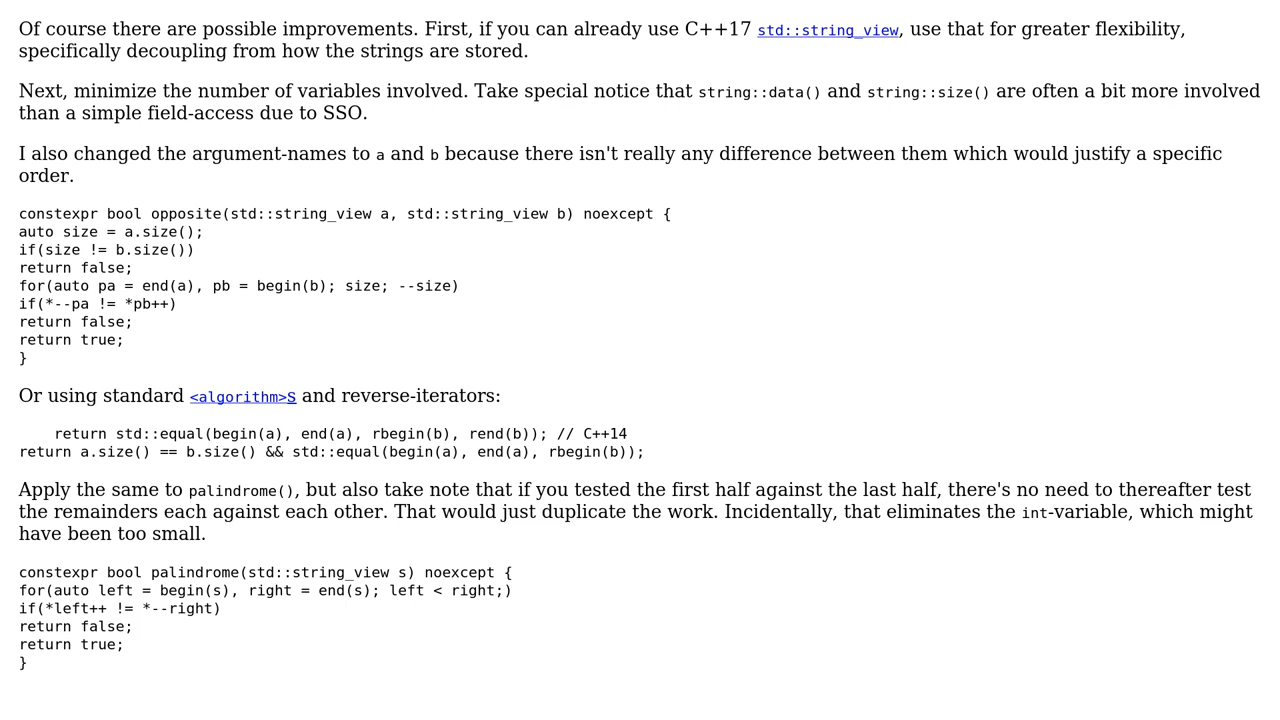 Of course there are possible improvements. First, if you can already use C++17 std::string_view, use that for greater flexibility,
specifically decoupling from how the strings are stored.
Next, minimize the number of variables involved. Take special notice that string::data() and string::size() are often a bit more involved
than a simple field-access due to SSO.
I also changed the argument-names to a and b because there isn't really any difference between them which would justify a specific
order.
constexpr bool opposite(std::string_view a, std::string_view b) noexcept {
auto size = a.size();
if(size != b.size())
return false;
for(auto pa = end(a), pb = begin(b); size; --size)
if(*--pa != *pb++)
return false;
return true;
}
Or using standard <algorithm>S and reverse-iterators:
    return std::equal(begin(a), end(a), rbegin(b), rend(b)); // C++14
return a.size() == b.size() && std::equal(begin(a), end(a), rbegin(b));
Apply the same to palindrome(), but also take note that if you tested the first half against the last half, there's no need to thereafter test
the remainders each against each other. That would just duplicate the work. Incidentally, that eliminates the int-variable, which might
have been too small.
constexpr bool palindrome(std::string_view s) noexcept {
for(auto left = begin(s), right = end(s); left < right;)
if(*left++ != *--right)
return false;
return true;
}